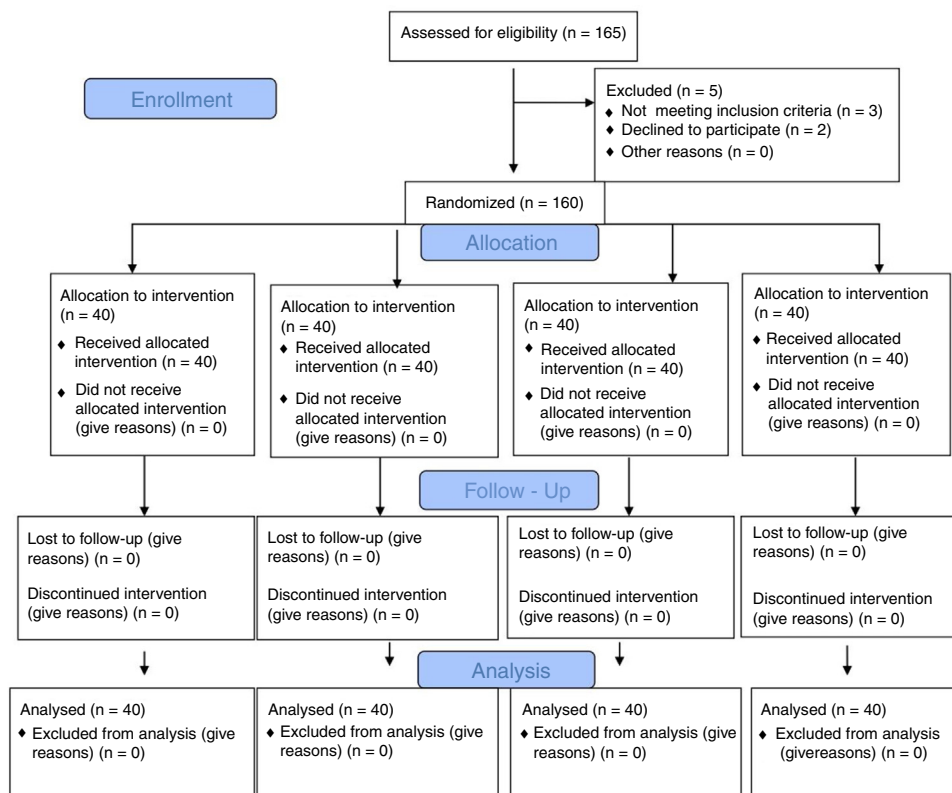 Assessed for eligibility (n = 165)
Enrollment
Excluded (n = 5)
♦ Not meeting inclusion criteria (n = 3)
♦ Declined to participate (n = 2)
♦ Other reasons (n = 0)
Randomized (n = 160)
Allocation
Allocation to intervention
(n = 40)
♦ Received allocated
intervention (n = 40)
♦ Did not receive
allocated intervention
(give reasons) (n = 0)
Allocation to intervention
(n = 40)
♦ Received allocated
intervention (n = 40)
♦ Did not receive
allocated intervention
(give reasons) (n = 0)
Allocation to intervention
(n = 40)
♦ Received allocated
intervention (n = 40)
♦ Did not receive
allocated intervention
(give reasons) (n = 0)
Allocation to intervention
(n = 40)
♦ Received allocated
intervention (n = 40)
♦ Did not receive
allocated intervention
(give reasons) (n = 0)
Follow - Up
Lost to follow-up (give
reasons) (n = 0)
Discontinued intervention
(give reasons) (n = 0)
Lost to follow-up (give
reasons) (n = 0)
Discontinued intervention
(give reasons) (n = 0)
Lost to follow-up (give
reasons) (n = 0)
Discontinued intervention
(give reasons) (n = 0)
Lost to follow-up (give
reasons) (n = 0)
Discontinued intervention
(give reasons) (n = 0)
Analysis
Analysed (n = 40)
♦ Excluded from analysis (give
reasons) (n = 0)
Analysed (n = 40)
♦ Excluded from analysis (give
reasons) (n = 0)
Analysed (n = 40)
♦ Excluded from analysis (give
reasons) (n = 0)
Analysed (n = 40)
♦ Excluded from analysis
(givereasons) (n = 0)